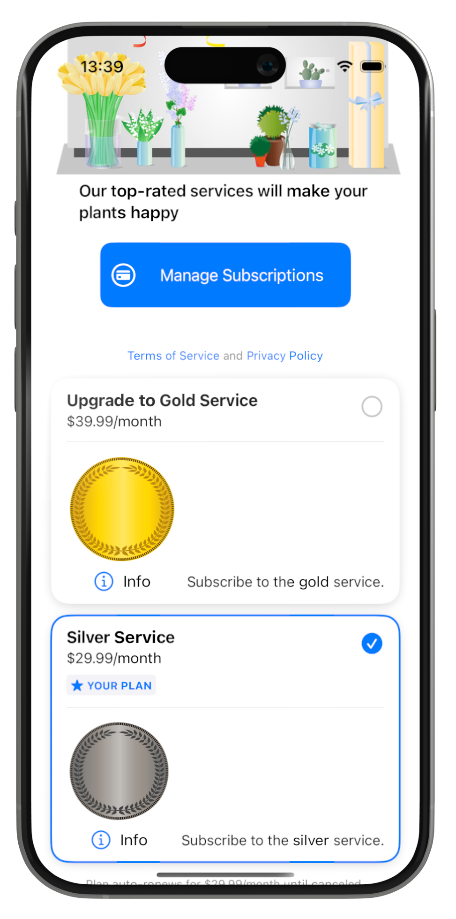 13:39
Our top-rated services will make your
plants happy
Manage Subscriptions
Terms of Service and Privacy Policy
Upgrade to Gold Service
$39.99/month
Info
Subscribe to the gold service.
Silver Service
$29.99/month
YOUR PLAN
Info
Subscribe to the silver service.
Plan auto-renews for $29.99/month until canceled.